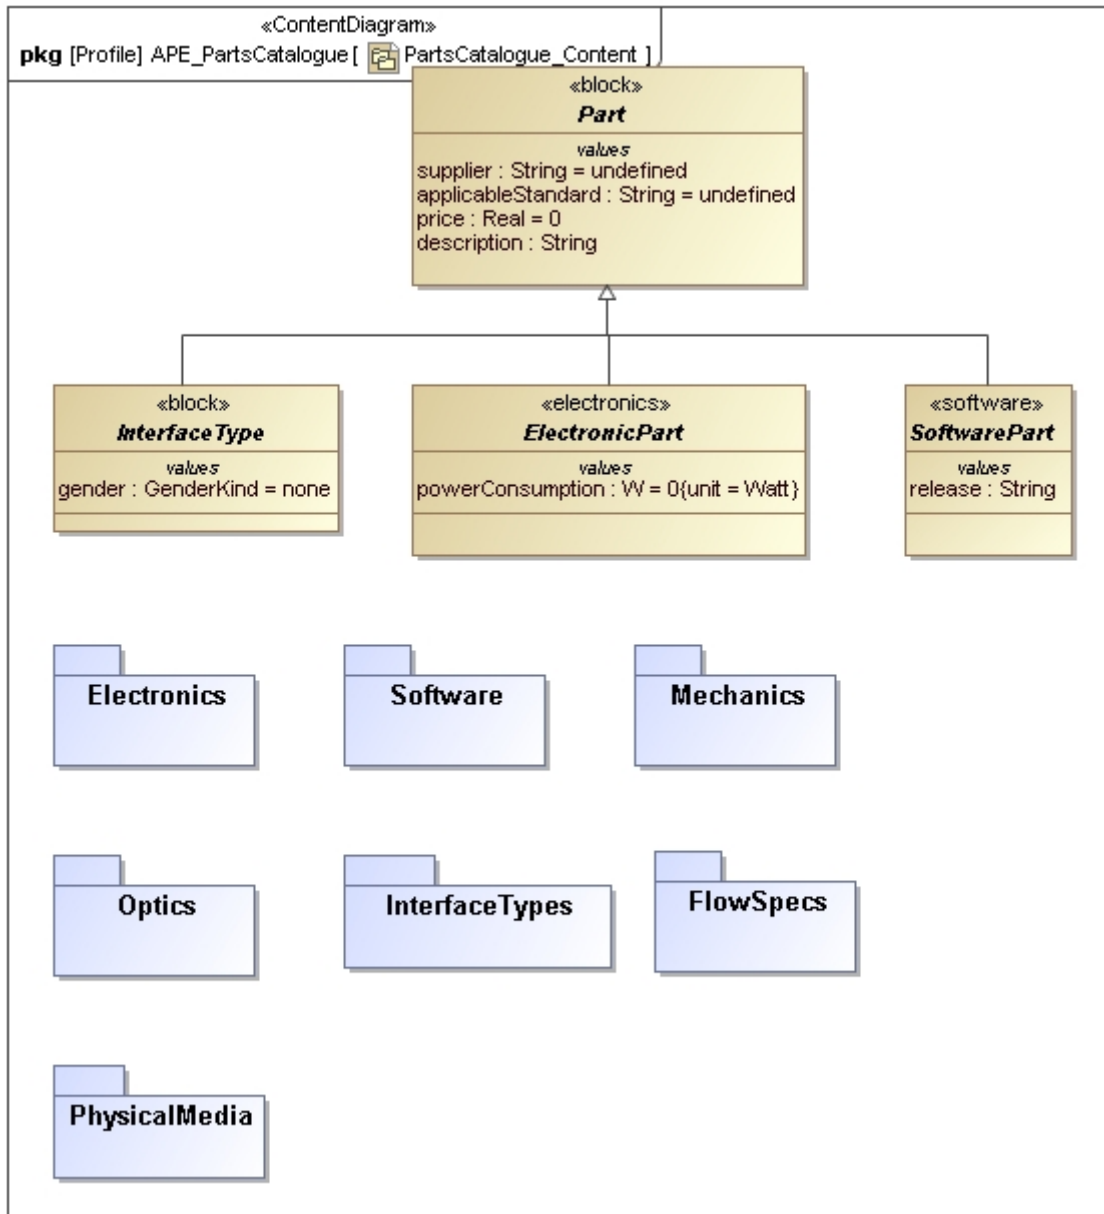 «ContentDiagram»
pkg [Profile] APE_PartsCatalogue [ PartsCatalogue_Content ]
«block»
Part
values
supplier : String = undefined
applicableStandard : String = undefined
price : Real = 0
description : String
«block»
InterfaceType
values
gender : GenderKind = none
«electronics»
ElectronicPart
values
powerConsumption : W = 0{unit = Watt}
«software»
SoftwarePart
values
release : String
Electronics
Software
Mechanics
Optics
InterfaceTypes
FlowSpecs
PhysicalMedia